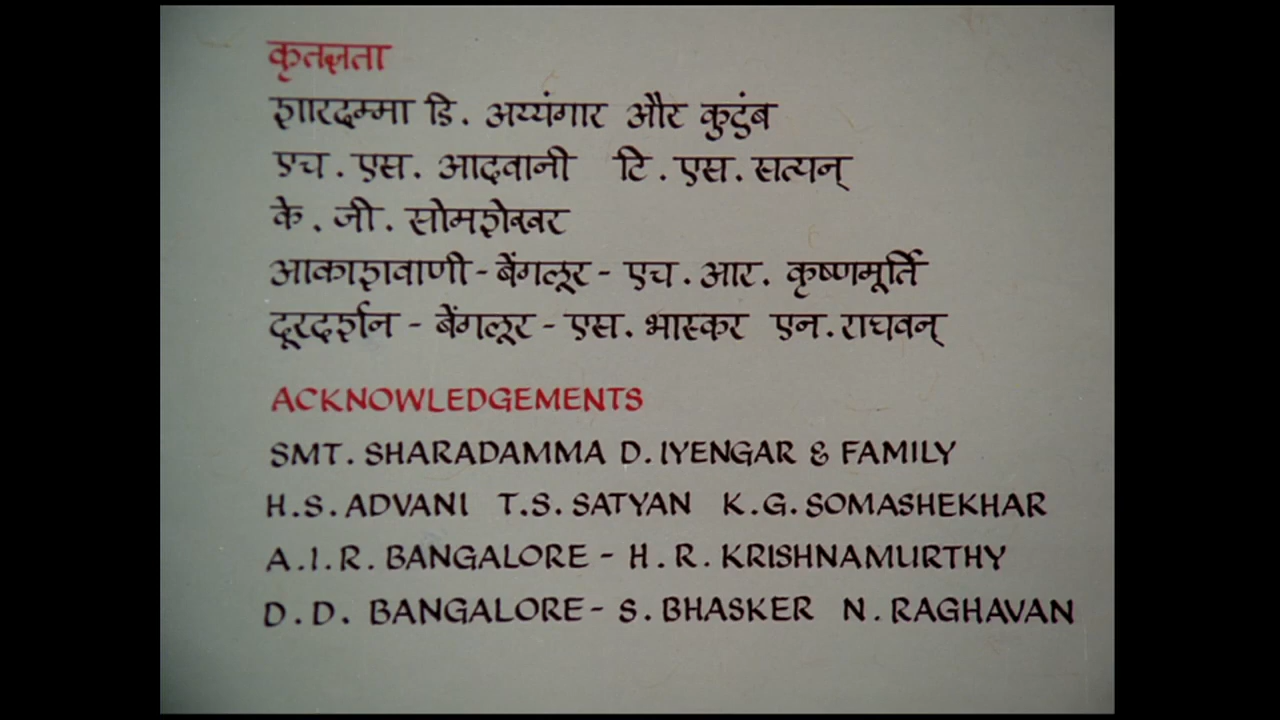 कृतज्ञता
शारदम्मा डि. अय्यंगार और कुटुंब
एच. एस. आदवानी टि. एस. सत्यन्
के. जी. सोमशेखर
आकाशवाणी - बेंगलूर - एच. आर. कृष्णमूर्ति
दूरदर्शन - बेंगलूर - एस. भास्कर एन. राघवन्
ACKNOWLEDGEMENTS
SMT. SHARADAMMA D. IYENGAR & FAMILY
H.S. ADVANI T.S. SATYAN K.G. SOMASHEKHAR
A.I.R. BANGALORE - H.R. KRISHNAMURTHY
D.D. BANGALORE - S. BHASKER N. RAGHAVAN